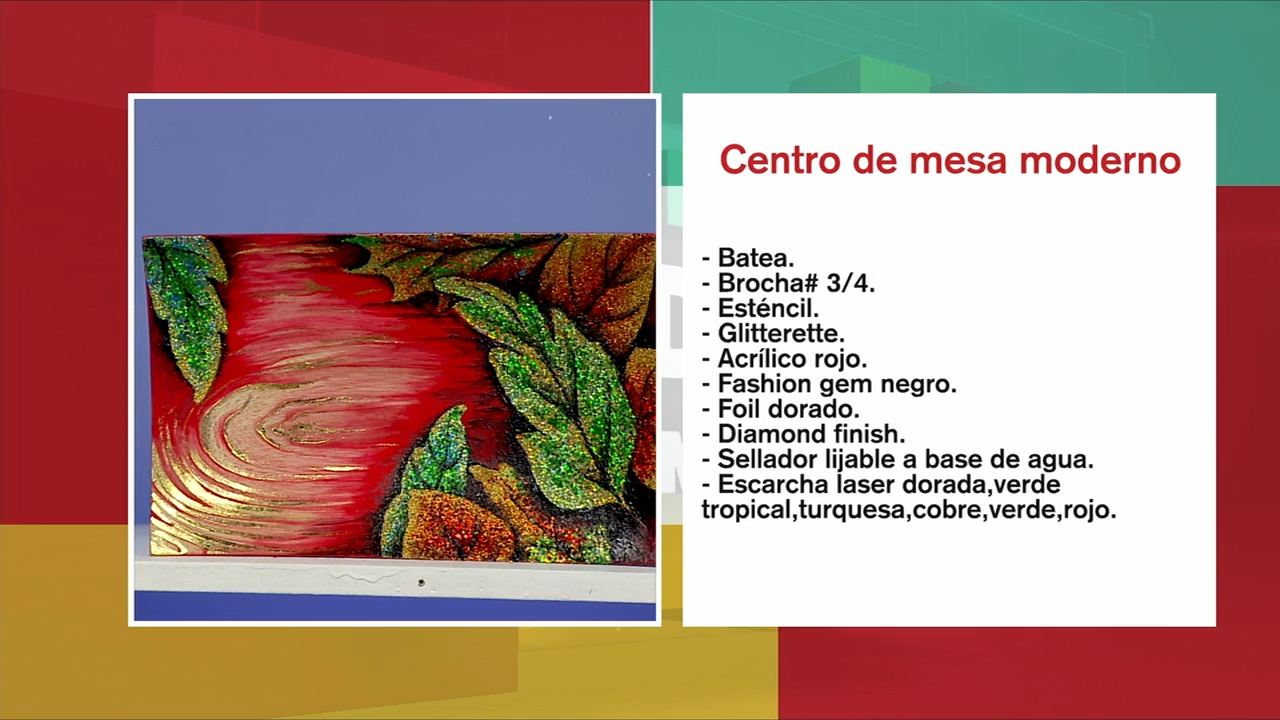 Centro de mesa moderno
- Batea.
- Brocha# 3/4.
- Esténcil.
- Glitterette.
- Acrílico rojo.
- Fashion gem negro.
- Foil dorado.
- Diamond finish.
- Sellador lijable a base de agua.
- Escarcha laser dorada,verde
tropical,turquesa,cobre,verde,rojo.